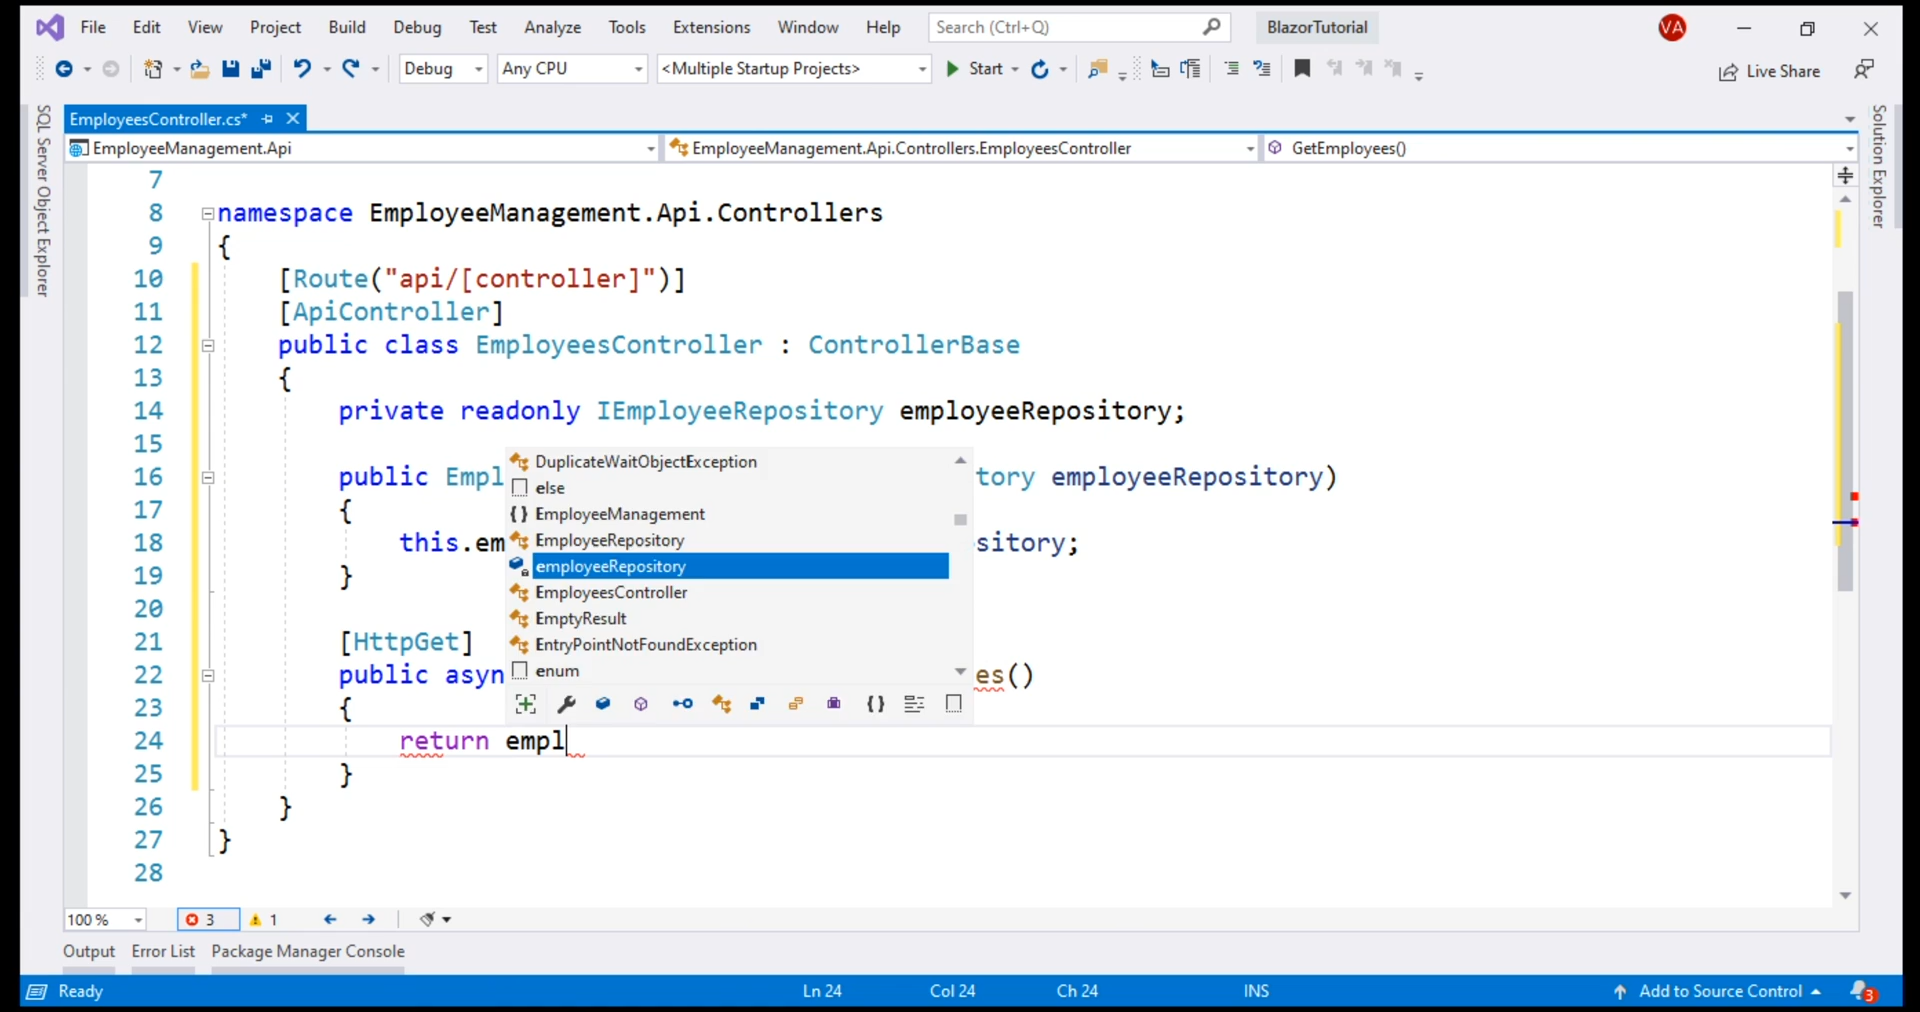 File Edit View Project Build Debug Test Analyze Tools Extensions Window Help Search (Ctrl+Q) BlazorTutorial VA
Debug Any CPU <Multiple Startup Projects> Start Live Share
SQL Server Object Explorer
EmployeesController.cs*
Solution Explorer
EmployeeManagement.Api EmployeeManagement.Api.Controllers.EmployeesController GetEmployees()
7
8 namespace EmployeeManagement.Api.Controllers
9 {
10 [Route("api/[controller]")]
11 [ApiController]
12 public class EmployeesController : ControllerBase
13 {
14 private readonly IEmployeeRepository employeeRepository;
15
16 public Empl tory employeeRepository)
17 {
18 this.em sitory;
19 }
20
21 [HttpGet]
22 public asyn es()
23 {
24 return empl
25 }
26 }
27 }
28
DuplicateWaitObjectException
else
{} EmployeeManagement
EmployeeRepository
employeeRepository
EmployeesController
EmptyResult
EntryPointNotFoundException
enum
{}
100 % 3 1
Output Error List Package Manager Console
Ready Ln 24 Col 24 Ch 24 INS Add to Source Control 3